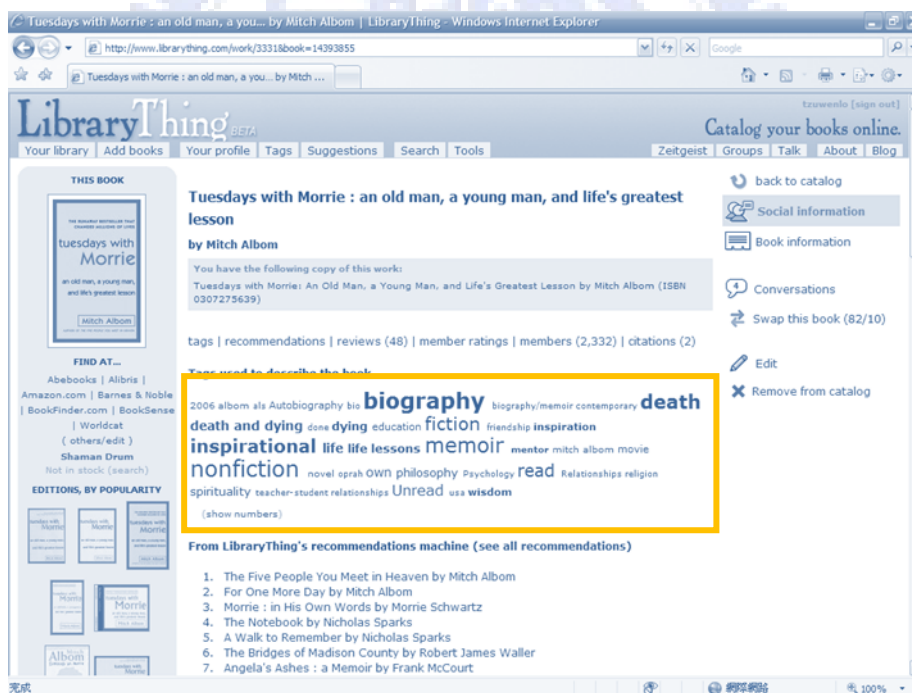 Tuesdays with Morrie : an old man, a you... by Mitch Albom | LibraryThing - Windows Internet Explorer
http://www.librarything.com/work/3331&book=14393855
Google
Tuesdays with Morrie : an old man, a you... by Mitch ...
tzuwenlo [sign out]
LibraryThing BETA
Catalog your books online.
Your library Add books Your profile Tags Suggestions Search Tools Zeitgeist Groups Talk About Blog
THIS BOOK
tuesdays with
Morrie
an old man, a young man,
and life's greatest lesson
Mitch Albom
FIND AT...
Abebooks | Alibris |
Amazon.com | Barnes & Noble
| BookFinder.com | BookSense
| Worldcat
( others/edit )
Shaman Drum
Not in stock (search)
EDITIONS, BY POPULARITY
tuesdays with
Morrie
Morrie
Morrie
Morrie
Morrie
Albom
Tuesdays with Morrie : an old man, a young man, and life's greatest
lesson
by Mitch Albom
You have the following copy of this work:
Tuesdays with Morrie: An Old Man, a Young Man, and Life's Greatest Lesson by Mitch Albom (ISBN
0307275639)
tags | recommendations | reviews (48) | member ratings | members (2,332) | citations (2)
Tags used to describe the book
2006 albom als Autobiography bio biography biography/memoir contemporary death
death and dying done dying education fiction friendship inspiration
inspirational life life lessons memoir mentor mitch albom movie
nonfiction novel oprah own philosophy Psychology read Relationships religion
spirituality teacher-student relationships Unread usa wisdom
(show numbers)
From LibraryThing's recommendations machine (see all recommendations)
1. The Five People You Meet in Heaven by Mitch Albom
2. For One More Day by Mitch Albom
3. Morrie : in His Own Words by Morrie Schwartz
4. The Notebook by Nicholas Sparks
5. A Walk to Remember by Nicholas Sparks
6. The Bridges of Madison County by Robert James Waller
7. Angela's Ashes : a Memoir by Frank McCourt
back to catalog
Social information
Book information
4 Conversations
Swap this book (82/10)
Edit
Remove from catalog
完成
網際網路
100%